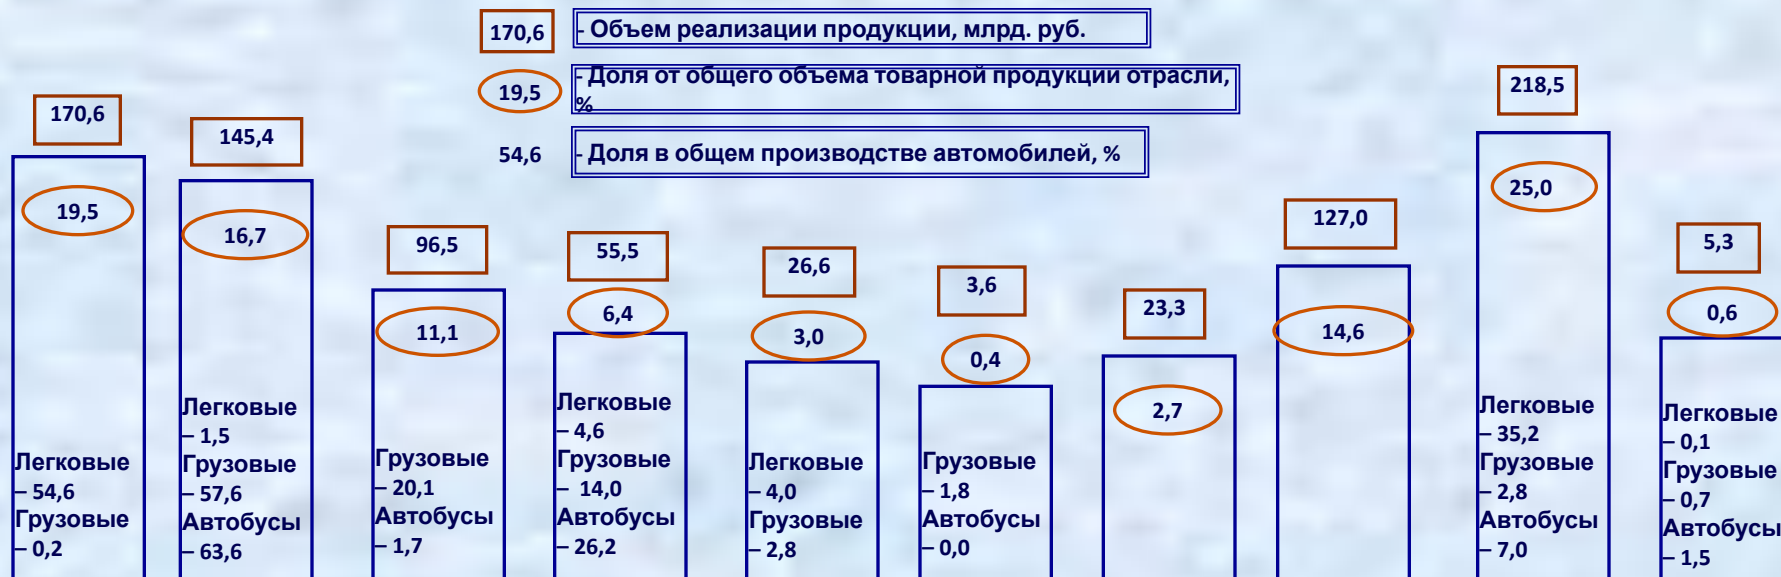 170,6
- Объем реализации продукции, млрд. руб.
19,5
- Доля от общего объема товарной продукции отрасли,
%
54,6
- Доля в общем производстве автомобилей, %
170,6
19,5
Легковые
– 54,6
Грузовые
– 0,2
145,4
16,7
Легковые
– 1,5
Грузовые
– 57,6
Автобусы
– 63,6
96,5
11,1
Грузовые
– 20,1
Автобусы
– 1,7
55,5
6,4
Легковые
– 4,6
Грузовые
– 14,0
Автобусы
– 26,2
26,6
3,0
Легковые
– 4,0
Грузовые
– 2,8
3,6
0,4
Грузовые
– 1,8
Автобусы
– 0,0
23,3
2,7
127,0
14,6
218,5
25,0
Легковые
– 35,2
Грузовые
– 2,8
Автобусы
– 7,0
5,3
0,6
Легковые
– 0,1
Грузовые
– 0,7
Автобусы
– 1,5